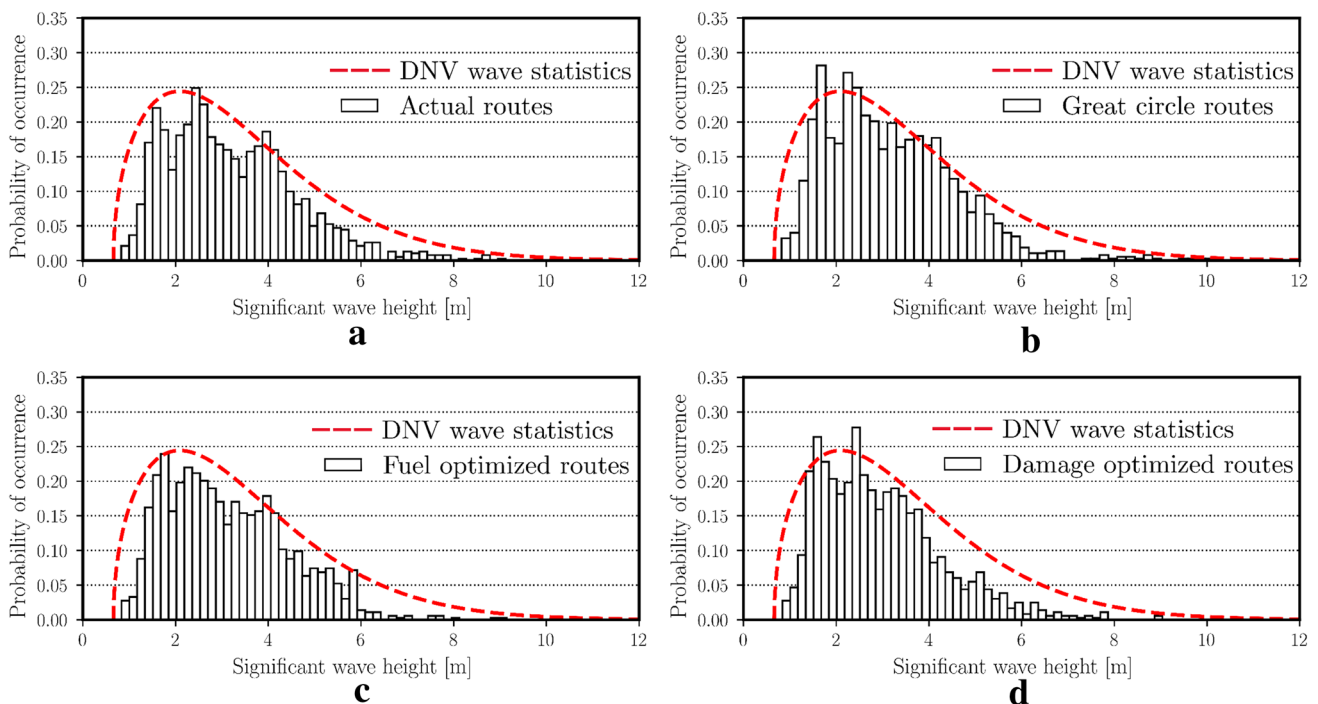 0.35
0.30
0.25
0.20
0.15
0.10
0.05
0.00
Probability of occurrence
DNV wave statistics
Actual routes
0 2 4 6 8 10 12
Significant wave height [m]
a
0.35
0.30
0.25
0.20
0.15
0.10
0.05
0.00
Probability of occurrence
DNV wave statistics
Great circle routes
0 2 4 6 8 10 12
Significant wave height [m]
b
0.35
0.30
0.25
0.20
0.15
0.10
0.05
0.00
Probability of occurrence
DNV wave statistics
Fuel optimized routes
0 2 4 6 8 10 12
Significant wave height [m]
c
0.35
0.30
0.25
0.20
0.15
0.10
0.05
0.00
Probability of occurrence
DNV wave statistics
Damage optimized routes
0 2 4 6 8 10 12
Significant wave height [m]
d